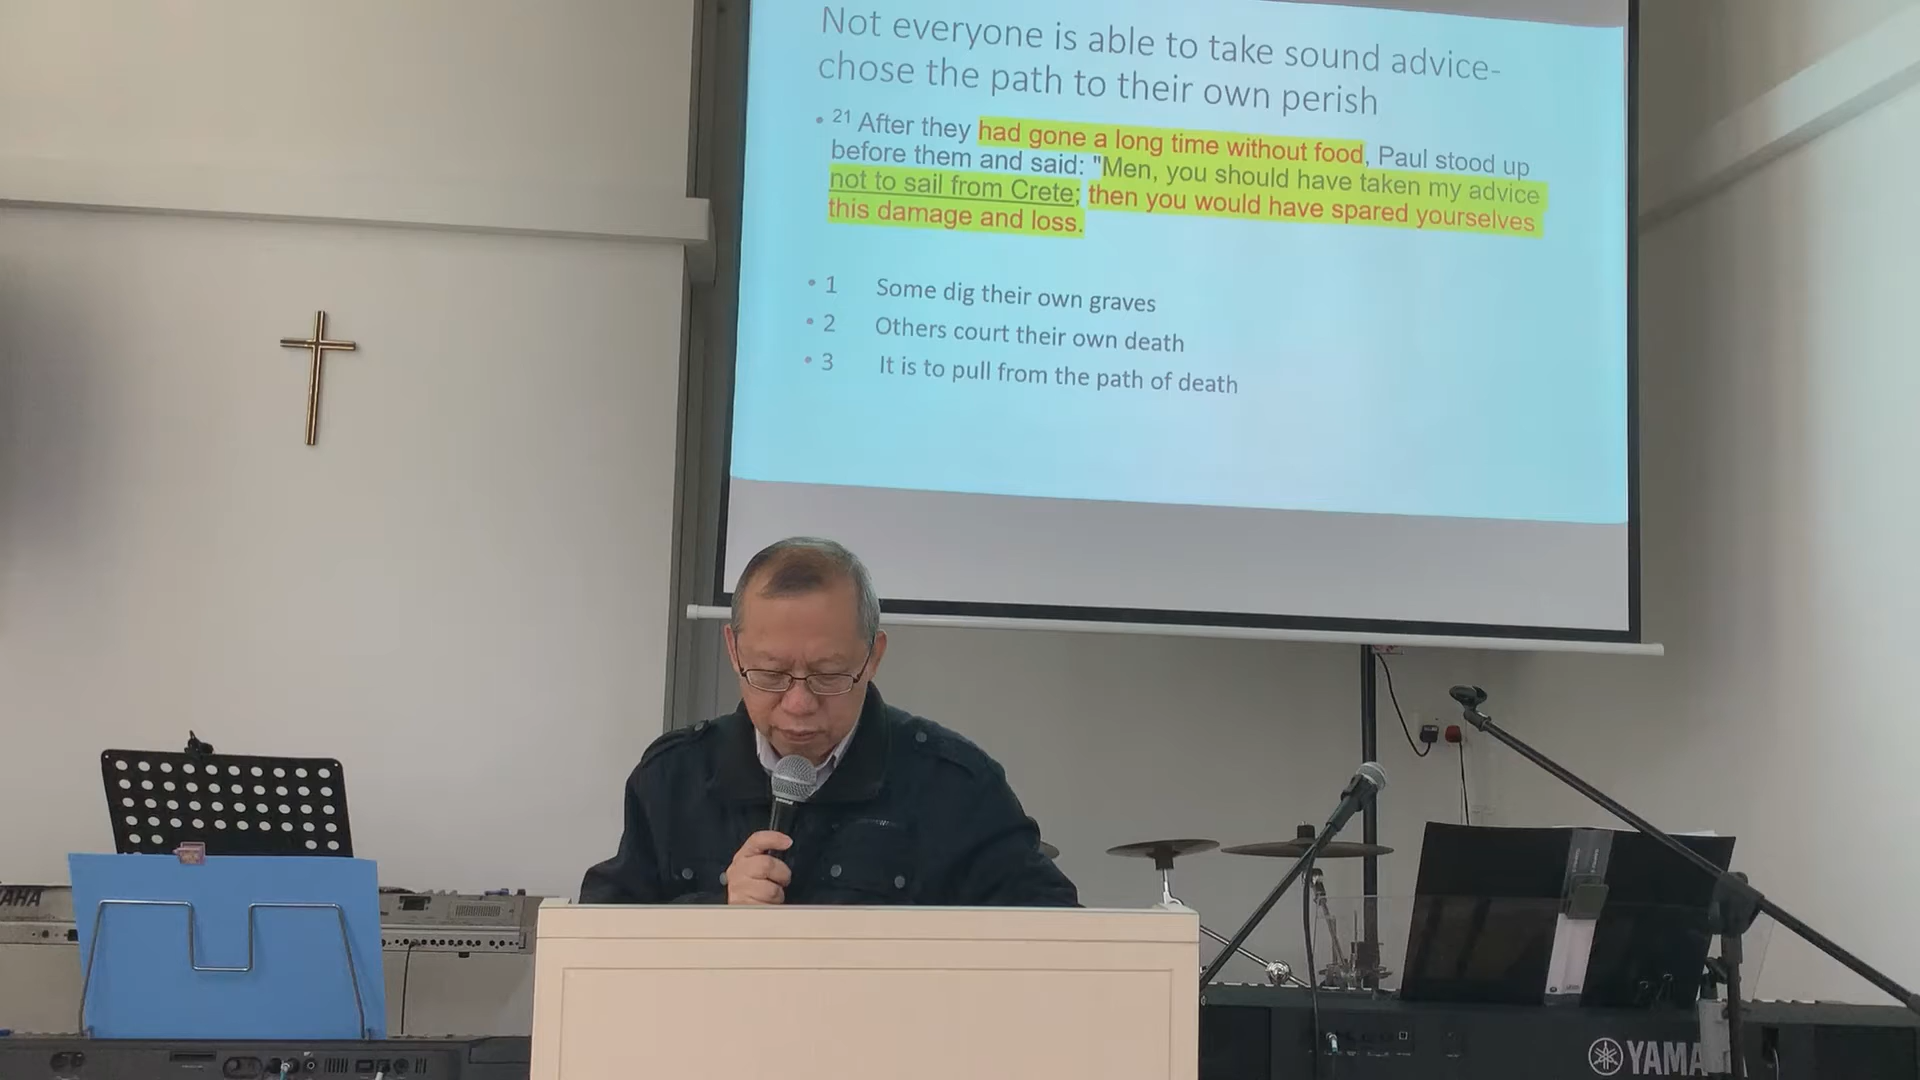 Not everyone is able to take sound advice-
chose the path to their own perish
• 21 After they had gone a long time without food, Paul stood up
before them and said: "Men, you should have taken my advice
not to sail from Crete; then you would have spared yourselves
this damage and loss.
• 1 Some dig their own graves
• 2 Others court their own death
• 3 It is to pull from the path of death
AHA
YAMA